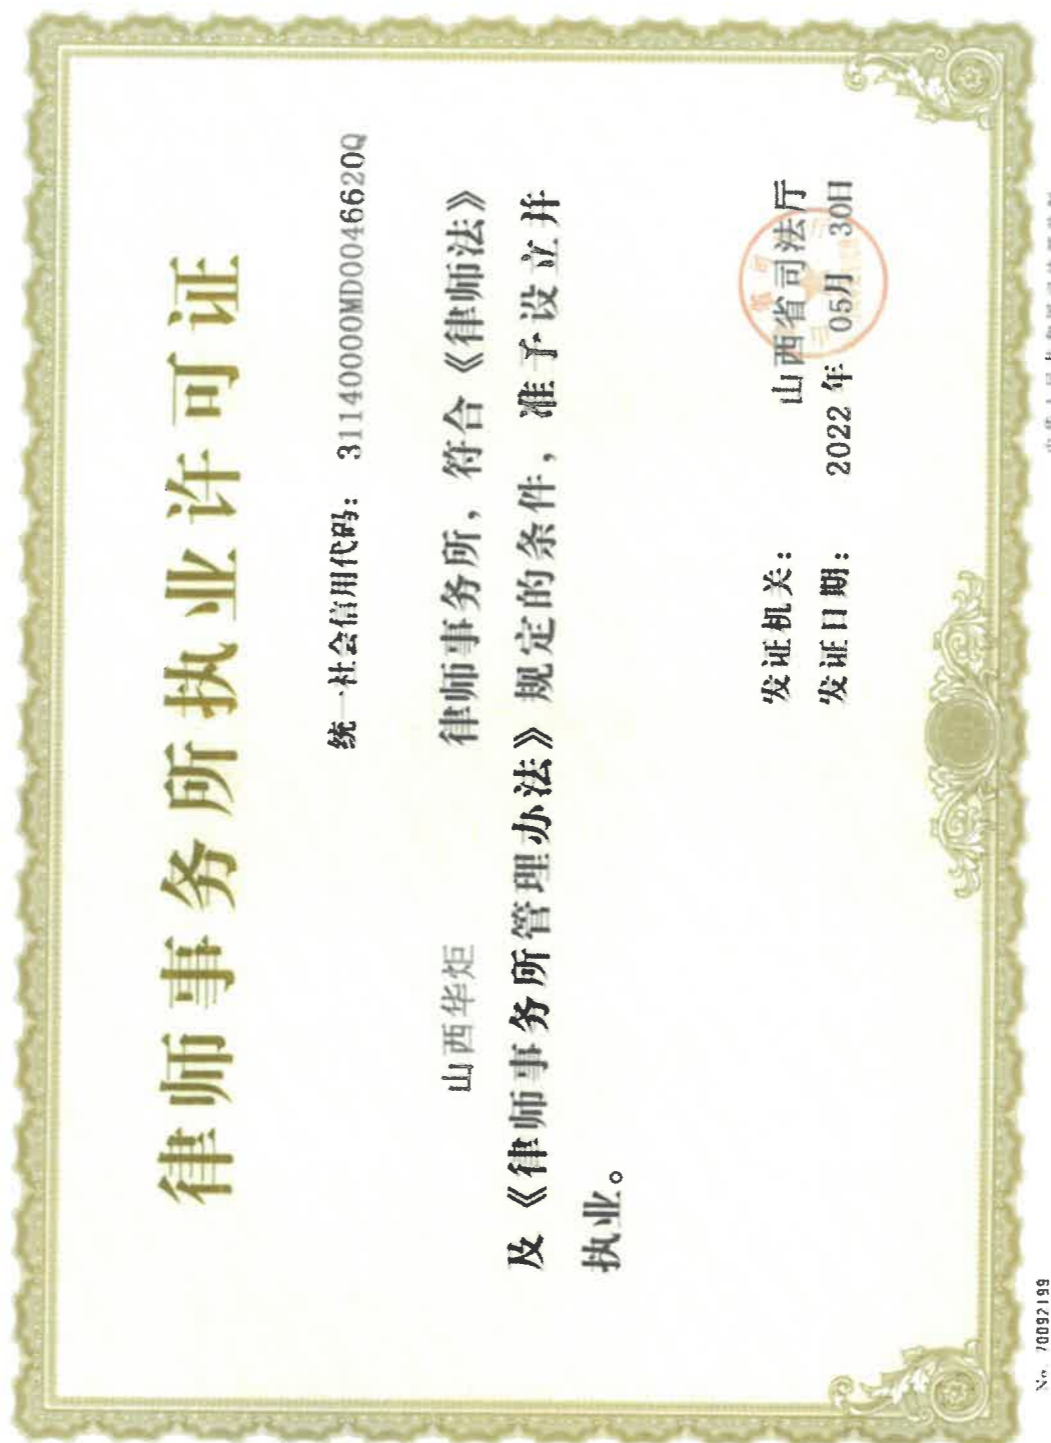 律师事务所执业许可证
统一社会信用代码: 31140000MD0046620Q
山西华炬 律师事务所, 符合《律师法》
及《律师事务所管理办法》规定的条件, 准予设立并
执业。
发证机关: 山西省司法厅
发证日期: 2022 年 05月 30日
No. 70092199